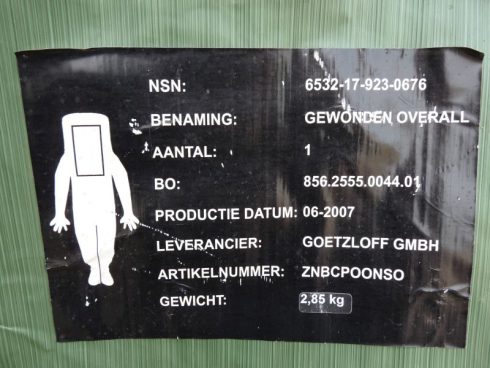 NSN: 6532-17-923-0676
BENAMING: GEWONDEN OVERALL
AANTAL: 1
BO: 856.2555.0044.01
PRODUCTIE DATUM: 06-2007
LEVERANCIER: GOETZLOFF GMBH
ARTIKELNUMMER: ZNBCPOONSO
GEWICHT: 2,85 kg